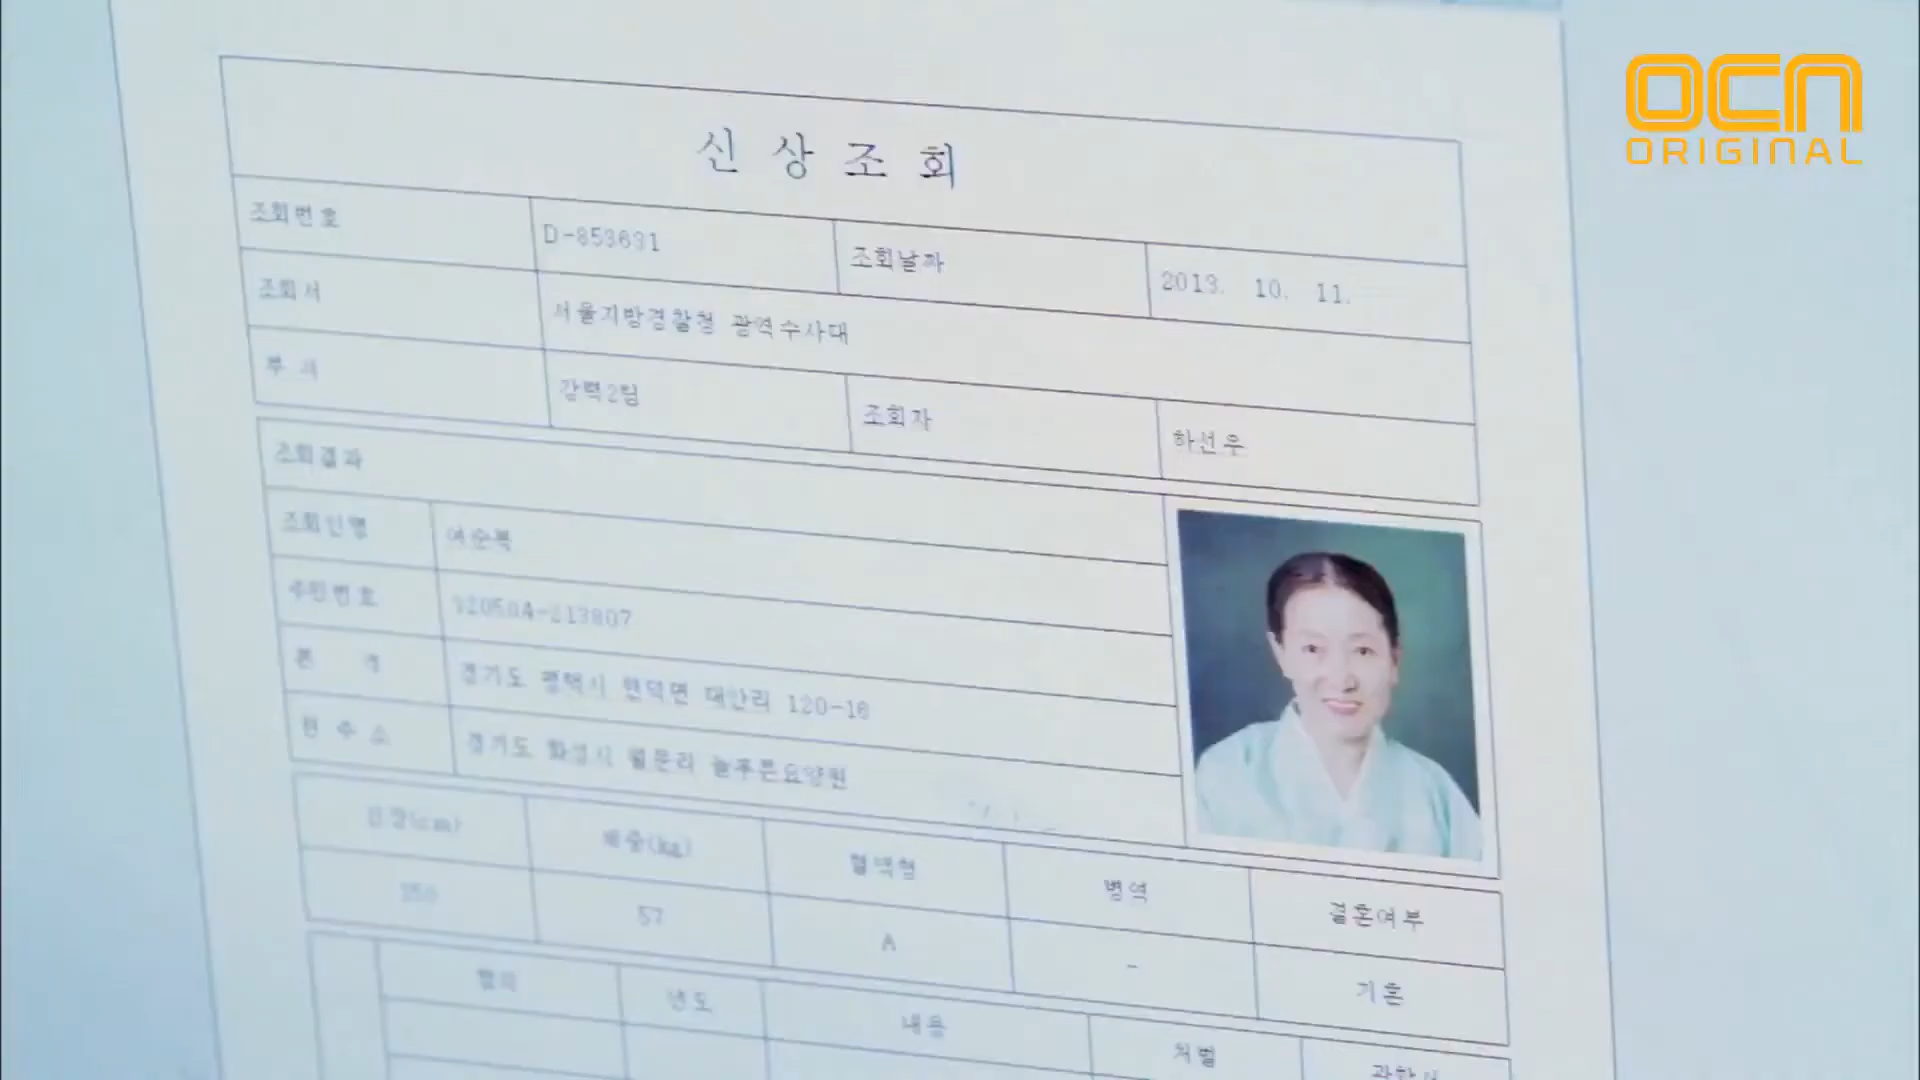 OCN
ORIGINAL
신 상 조 회
조회번호 D-853631 조회날짜 2013. 10. 11.
조회서 서울지방경찰청 광역수사대
부 서 강력2팀 조회자 하선우
조회결과
조회인명 여순복
주민번호
본 적 경기도 평택시 현덕면 대안리 120-16
현 주 소 경기도 화성시 월문리 늘푸른요양원
신장(cm) 체중(kg) 혈액형 병역 결혼여부
150 57 A - 기혼
혐의 년도 내용 처벌